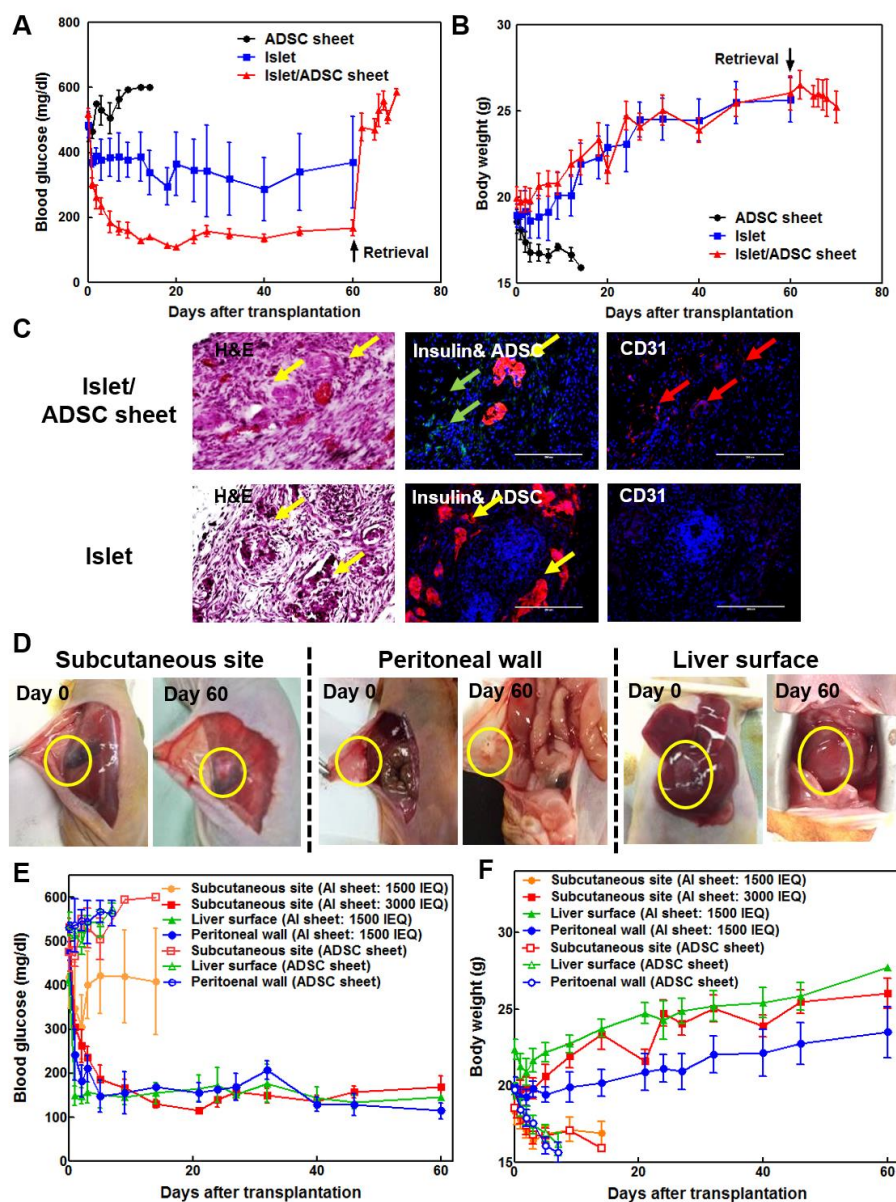 A
Blood glucose (mg/dl)
800
600
400
200
0
0
20
40
60
80
Days after transplantation
ADSC sheet
Islet
Islet/ADSC sheet
Retrieval
B
Body weight (g)
30
25
20
15
0
20
40
60
80
Days after transplantation
Retrieval
ADSC sheet
Islet
Islet/ADSC sheet
C
Islet/
ADSC sheet
H&E
Insulin& ADSC
CD31
Islet
H&E
Insulin& ADSC
CD31
D
Subcutaneous site
Day 0
Day 60
Peritoneal wall
Day 0
Day 60
Liver surface
Day 0
Day 60
E
Blood glucose (mg/dl)
600
500
400
300
200
100
0
0
20
40
60
Days after transplantation
Subcutaneous site (AI sheet: 1500 IEQ)
Subcutaneous site (AI sheet: 3000 IEQ)
Liver surface (AI sheet: 1500 IEQ)
Peritoneal wall (AI sheet: 1500 IEQ)
Subcutaneous site (ADSC sheet)
Liver surface (ADSC sheet)
Peritoenal wall (ADSC sheet)
F
Body weight (g)
30
25
20
15
0
20
40
60
Days after transplantation
Subcutaneous site (AI sheet: 1500 IEQ)
Subcutaneous site (AI sheet: 3000 IEQ)
Liver surface (AI sheet: 1500 IEQ)
Peritoneal wall (AI sheet: 1500 IEQ)
Subcutaneous site (ADSC sheet)
Liver surface (ADSC sheet)
Peritoenal wall (ADSC sheet)